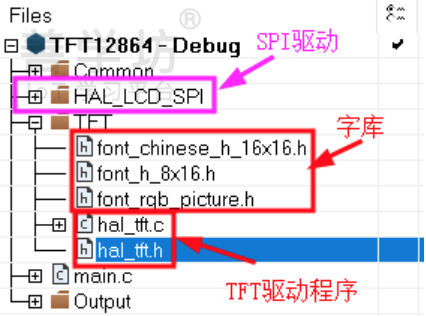 Files
TFT12864 - Debug
SPI驱动
Common
HAL_LCD_SPI
TFT
font_chinese_h_16x16.h
字库
font_h_8x16.h
font_rgb_picture.h
hal_tft.c
hal_tft.h
main.c
TFT驱动程序
Output